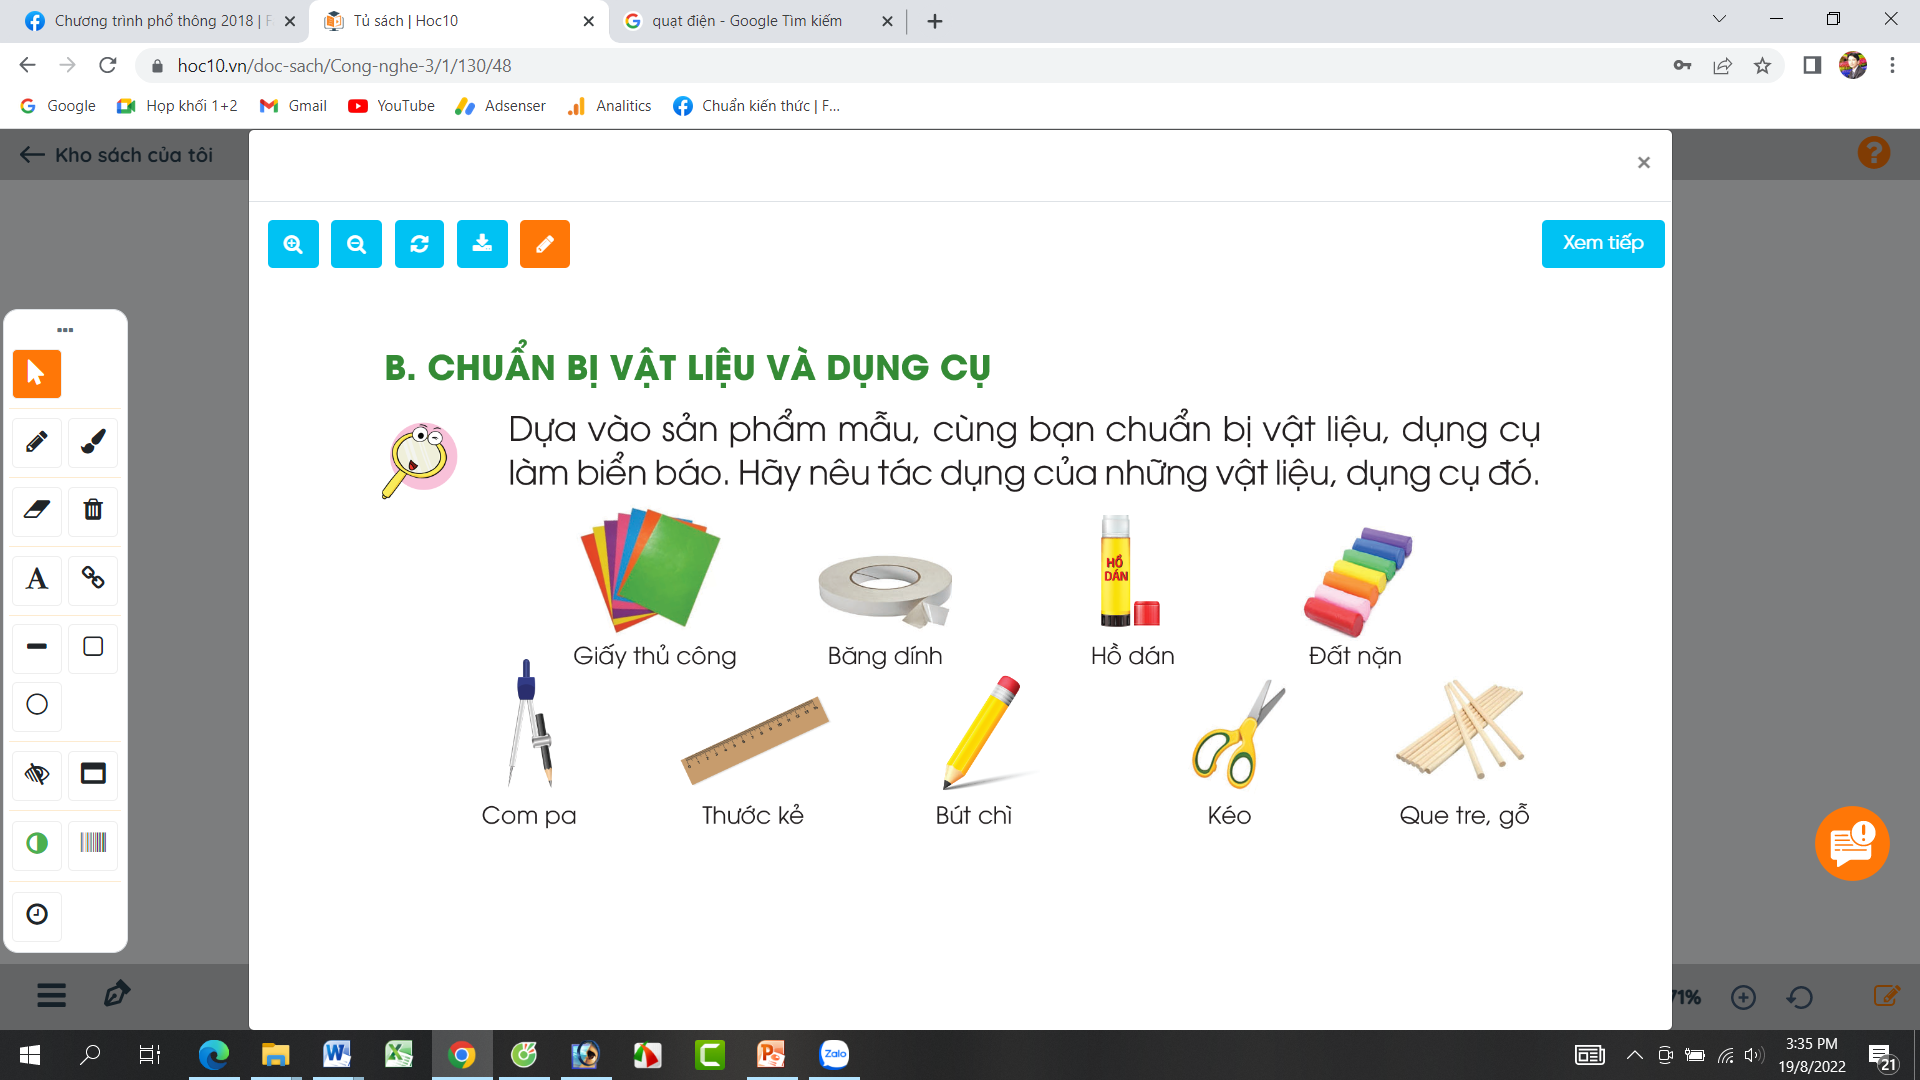 Chương trình phổ thông 2018 | F
Tủ sách | Hoc10
quạt điện - Google Tìm kiếm
hoc10.vn/doc-sach/Cong-nghe-3/1/130/48
Google
Họp khối 1+2
Gmail
YouTube
Adsenser
Analitics
Chuẩn kiến thức | F...
Kho sách của tôi
Xem tiếp
B. CHUẨN BỊ VẬT LIỆU VÀ DỤNG CỤ
Dựa vào sản phẩm mẫu, cùng bạn chuẩn bị vật liệu, dụng cụ
làm biển báo. Hãy nêu tác dụng của những vật liệu, dụng cụ đó.
HỒ
DÁN
Giấy thủ công
Băng dính
Hồ dán
Đất nặn
Com pa
Thước kẻ
Bút chì
Kéo
Que tre, gỗ
71%
Zalo
3:35 PM
19/8/2022
21